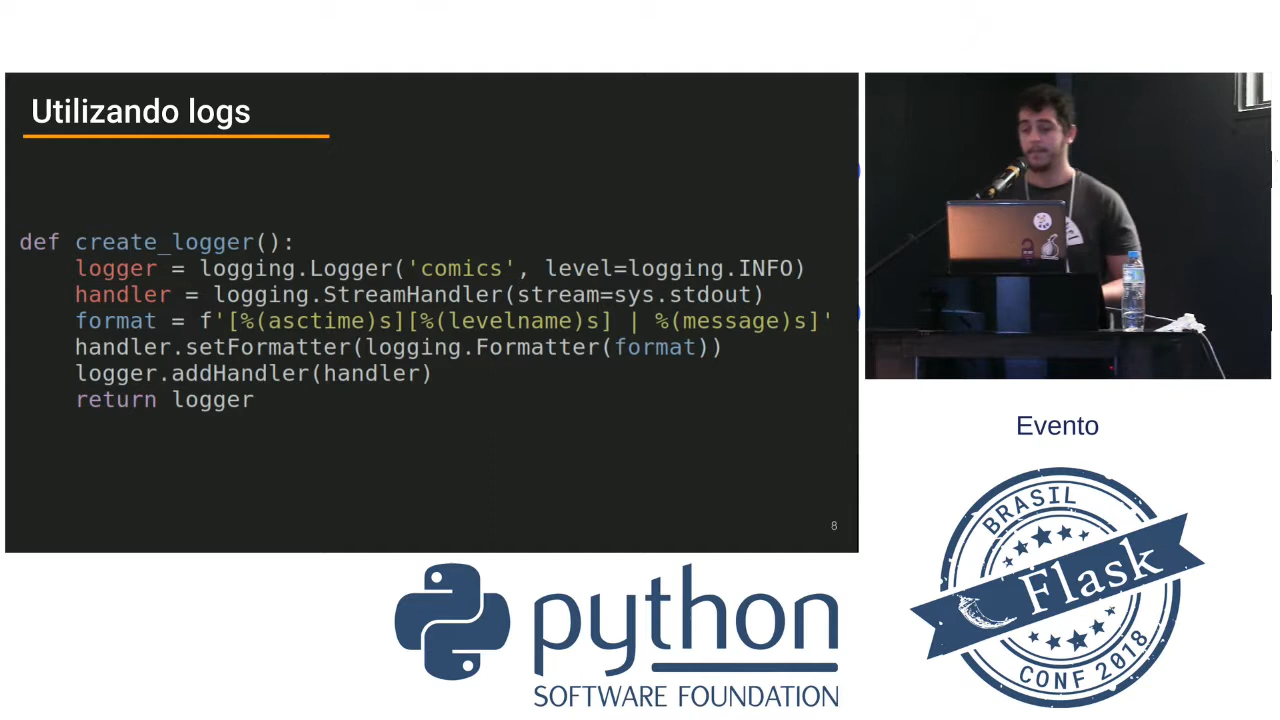 Utilizando logs
def create_logger():
    logger = logging.Logger('comics', level=logging.INFO)
    handler = logging.StreamHandler(stream=sys.stdout)
    format = f'[%(asctime)s][%(levelname)s] | %(message)s]'
    handler.setFormatter(logging.Formatter(format))
    logger.addHandler(handler)
    return logger
8
Evento
BRASIL
Flask
CONF 2018
python
SOFTWARE FOUNDATION